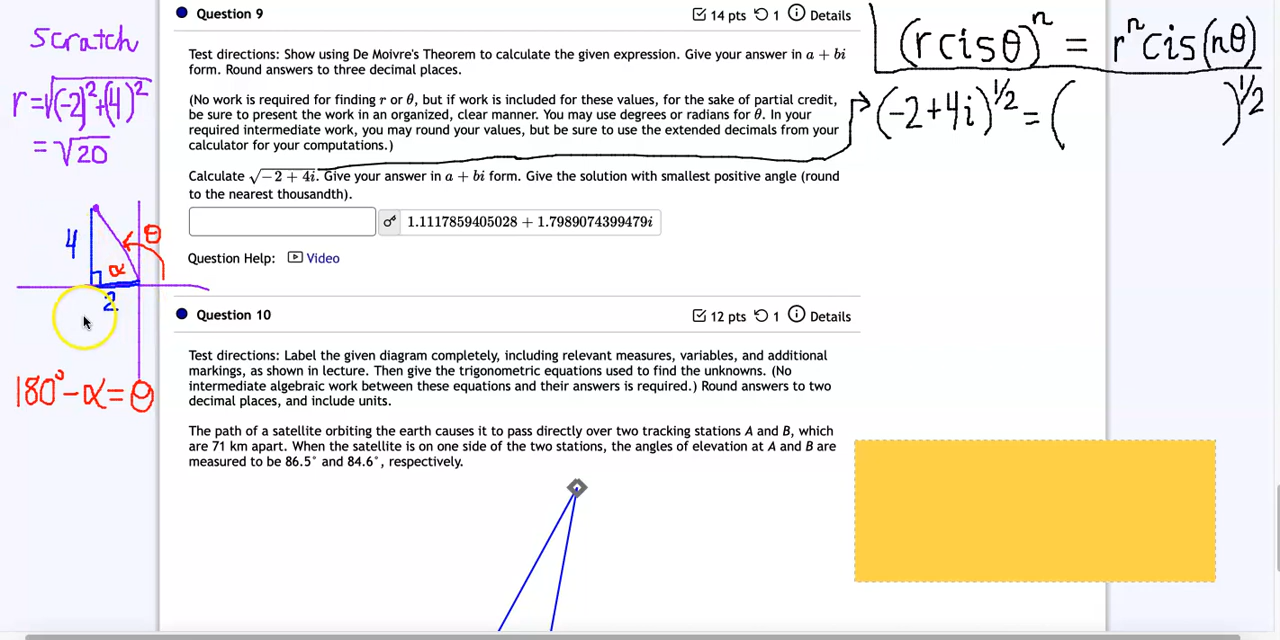 Scratch
r=√(-2)²+(4)²
=√20
4
α
θ
2
180°-α=θ
Question 9
14 pts 1 Details
Test directions: Show using De Moivre's Theorem to calculate the given expression. Give your answer in a + bi
form. Round answers to three decimal places.
(No work is required for finding r or θ, but if work is included for these values, for the sake of partial credit,
be sure to present the work in an organized, clear manner. You may use degrees or radians for θ. In your
required intermediate work, you may round your values, but be sure to use the extended decimals from your
calculator for your computations.)
Calculate √−2 + 4i. Give your answer in a + bi form. Give the solution with smallest positive angle (round
to the nearest thousandth).
1.1117859405028 + 1.7989074399479i
Question Help: Video
Question 10
12 pts 1 Details
Test directions: Label the given diagram completely, including relevant measures, variables, and additional
markings, as shown in lecture. Then give the trigonometric equations used to find the unknowns. (No
intermediate algebraic work between these equations and their answers is required.) Round answers to two
decimal places, and include units.
The path of a satellite orbiting the earth causes it to pass directly over two tracking stations A and B, which
are 71 km apart. When the satellite is on one side of the two stations, the angles of elevation at A and B are
measured to be 86.5° and 84.6°, respectively.
(r cis θ)ⁿ = rⁿ cis(nθ)
(-2+4i)^1/2 = ( )^1/2